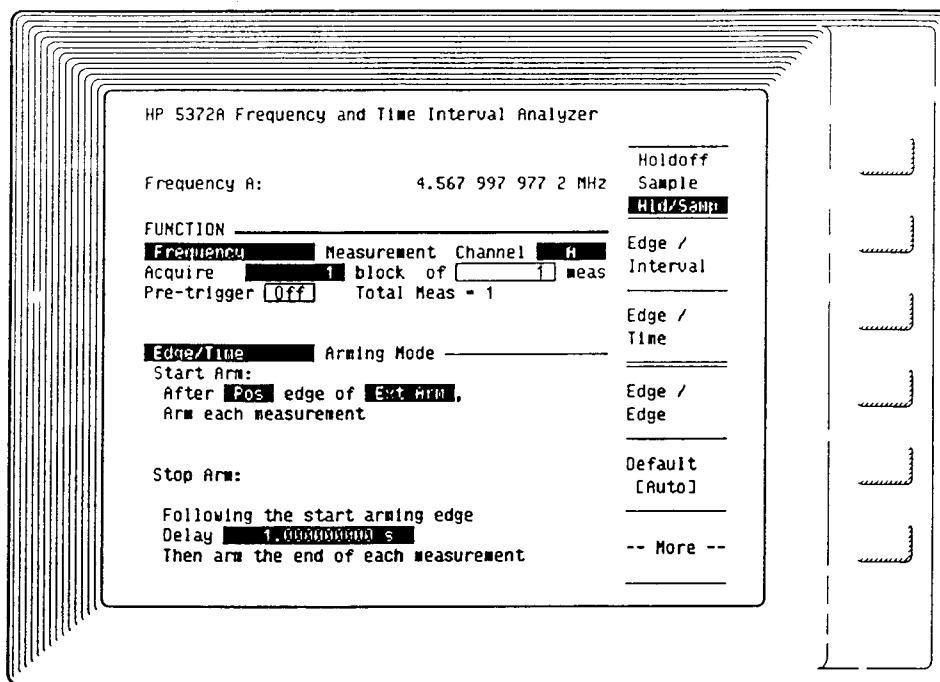 HP 5372A Frequency and Time Interval Analyzer
Frequency A: 4.567 997 977 2 MHz
FUNCTION
Frequency Measurement Channel A
Acquire 1 block of 1 meas
Pre-trigger Off Total Meas = 1
Edge/Time Arming Mode
Start Arm:
After Pos edge of Ext Arm,
Arm each measurement
Stop Arm:
Following the start arming edge
Delay 1.000000000 s
Then arm the end of each measurement
Holdoff
Sample
Hld/Samp
Edge /
Interval
Edge /
Time
Edge /
Edge
Default
[Auto]
-- More --